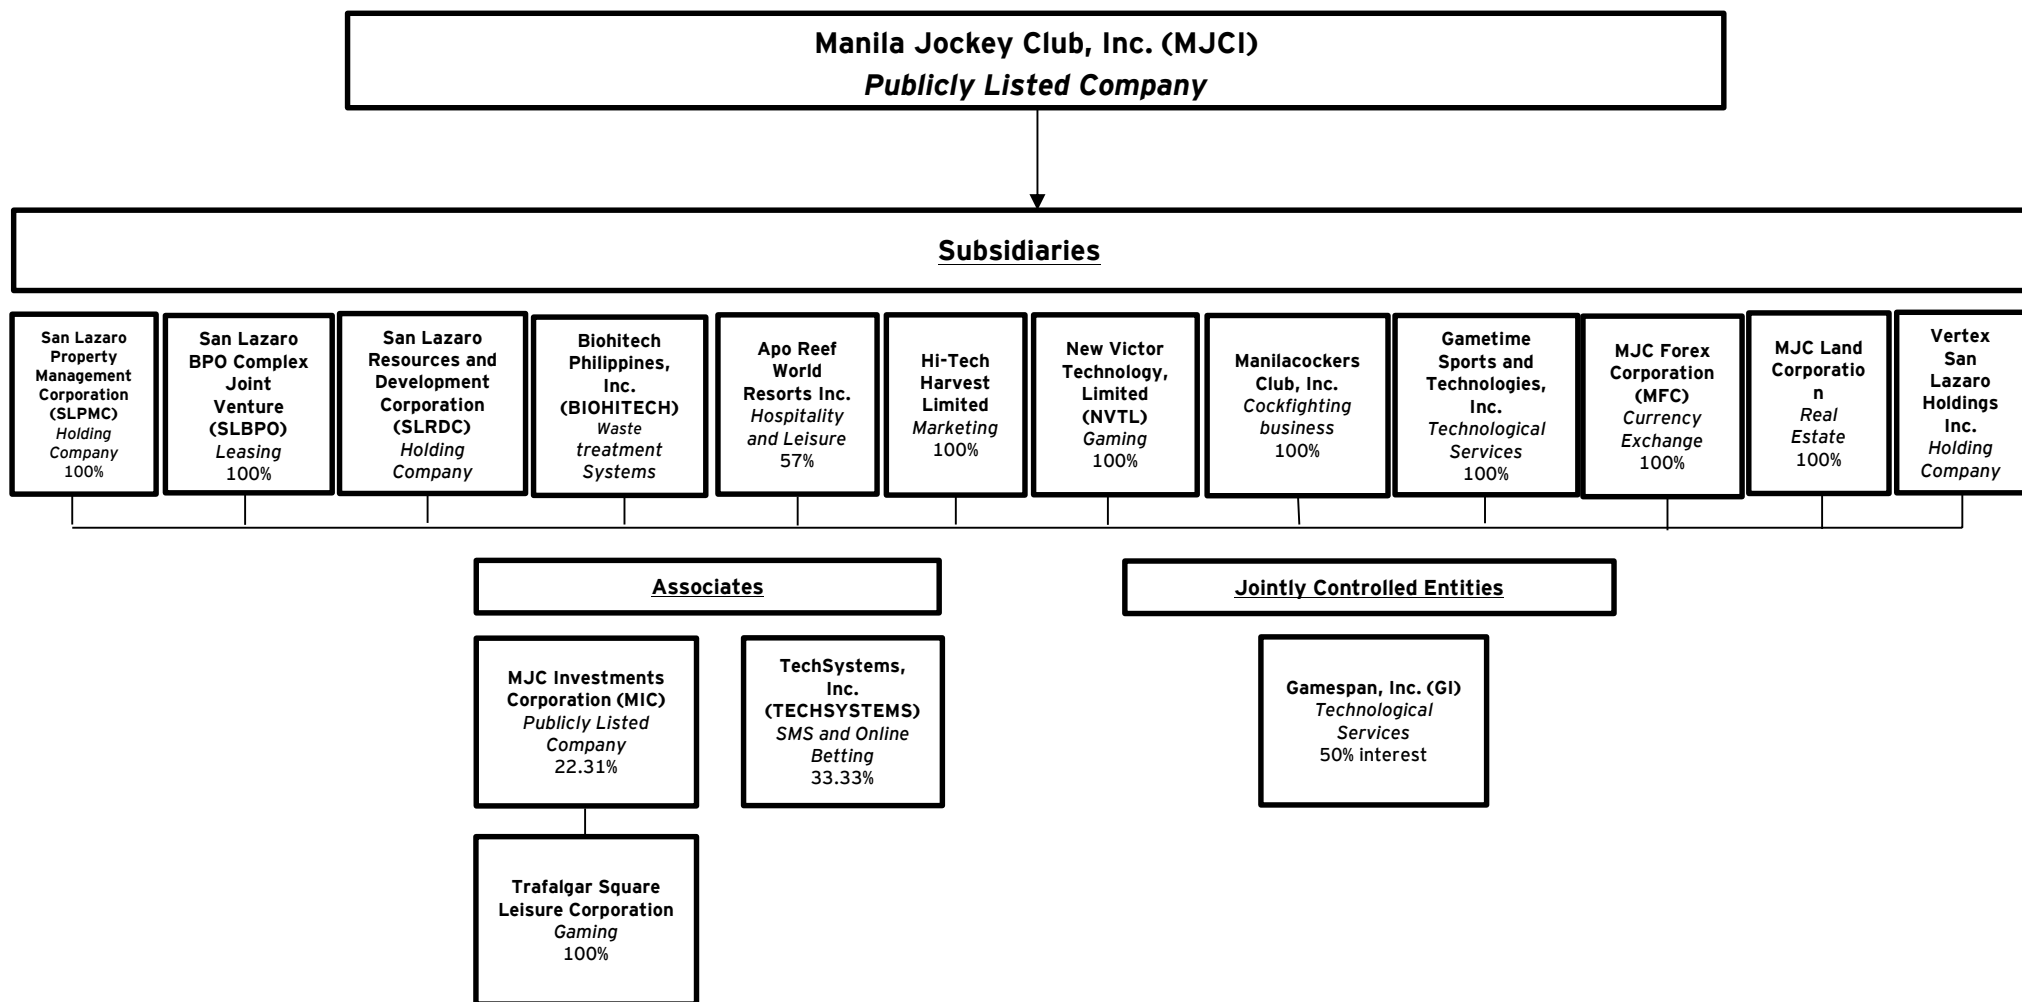 Manila Jockey Club, Inc. (MJCI)
Publicly Listed Company
Subsidiaries
San Lazaro
Property
Management
Corporation
(SLPMC)
Holding
Company
100%
San Lazaro
BPO Complex
Joint
Venture
(SLBPO)
Leasing
100%
San Lazaro
Resources and
Development
Corporation
(SLRDC)
Holding
Company
Biohitech
Philippines,
Inc.
(BIOHITECH)
Waste
treatment
Systems
Apo Reef
World
Resorts Inc.
Hospitality
and Leisure
57%
Hi-Tech
Harvest
Limited
Marketing
100%
New Victor
Technology,
Limited
(NVTL)
Gaming
100%
Manilacockers
Club, Inc.
Cockfighting
business
100%
Gametime
Sports and
Technologies,
Inc.
Technological
Services
100%
MJC Forex
Corporation
(MFC)
Currency
Exchange
100%
MJC Land
Corporatio
n
Real
Estate
100%
Vertex
San
Lazaro
Holdings
Inc.
Holding
Company
Associates
Jointly Controlled Entities
MJC Investments
Corporation (MIC)
Publicly Listed
Company
22.31%
TechSystems,
Inc.
(TECHSYSTEMS)
SMS and Online
Betting
33.33%
Gamespan, Inc. (GI)
Technological
Services
50% interest
Trafalgar Square
Leisure Corporation
Gaming
100%